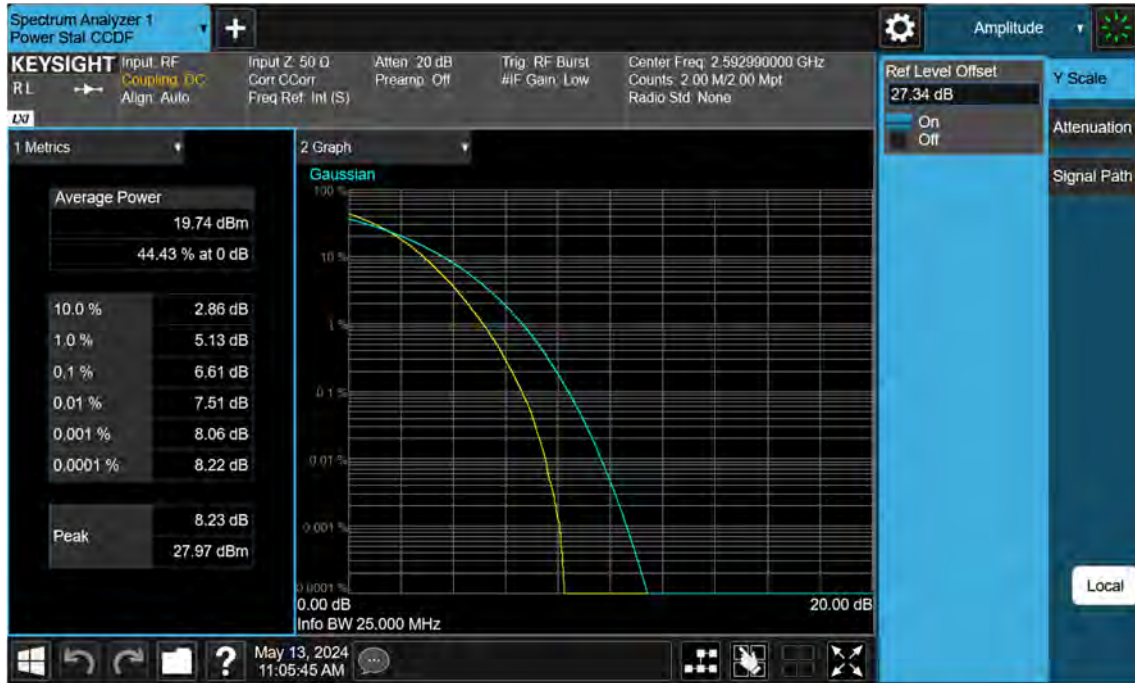 Spectrum Analyzer 1
Power Stat CCDF
+
Amplitude
KEYSIGHT
RL
LXI
Input: RF
Coupling: DC
Align: Auto
Input Z: 50 Ω
Corr CCorr
Freq Ref: Int (S)
Atten: 20 dB
Preamp: Off
Trig: RF Burst
#IF Gain: Low
Center Freq: 2.592990000 GHz
Counts: 2.00 M/2.00 Mpt
Radio Std: None
Ref Level Offset
27.34 dB
On
Off
Y Scale
Attenuation
Signal Path
Local
1 Metrics
Average Power
19.74 dBm
44.43 % at 0 dB
10.0 % 2.86 dB
1.0 % 5.13 dB
0.1 % 6.61 dB
0.01 % 7.51 dB
0.001 % 8.06 dB
0.0001 % 8.22 dB
Peak
8.23 dB
27.97 dBm
2 Graph
Gaussian
100 %
10 %
1 %
0.1 %
0.01 %
0.001 %
0.0001 %
0.00 dB 20.00 dB
Info BW 25.000 MHz
?
May 13, 2024
11:05:45 AM